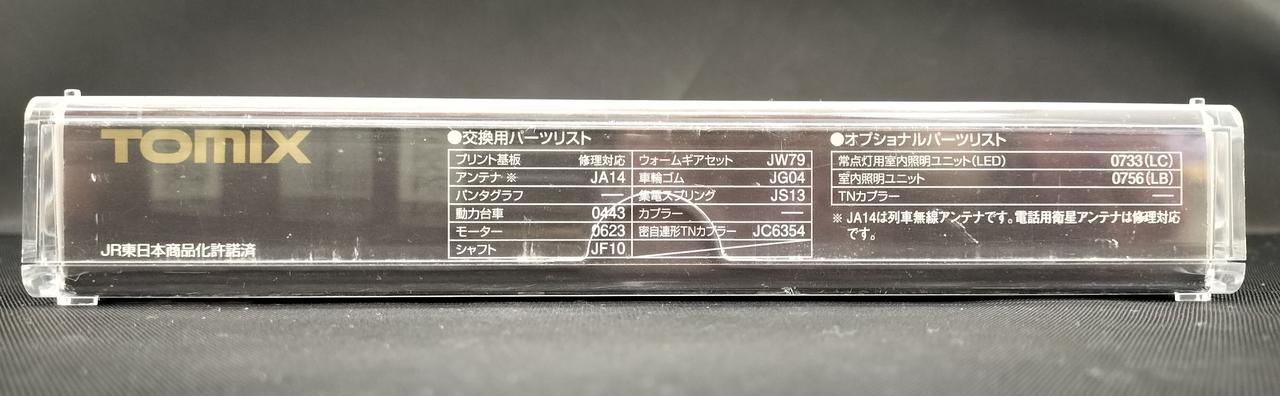 TOMIX
JR東日本商品化許諾済
●交換用パーツリスト
プリント基板 修理対応 ウォームギアセット JW79
アンテナ ※ JA14 車輪ゴム JG04
パンタグラフ ― 集電スプリング JS13
動力台車 0443 カプラー ―
モーター 0623 密自連形TNカプラー JC6354
シャフト JF10
●オプショナルパーツリスト
常点灯用室内照明ユニット(LED) 0733(LC)
室内照明ユニット 0756(LB)
TNカプラー ―
※ JA14は列車無線アンテナです。電話用衛星アンテナは修理対応
です。